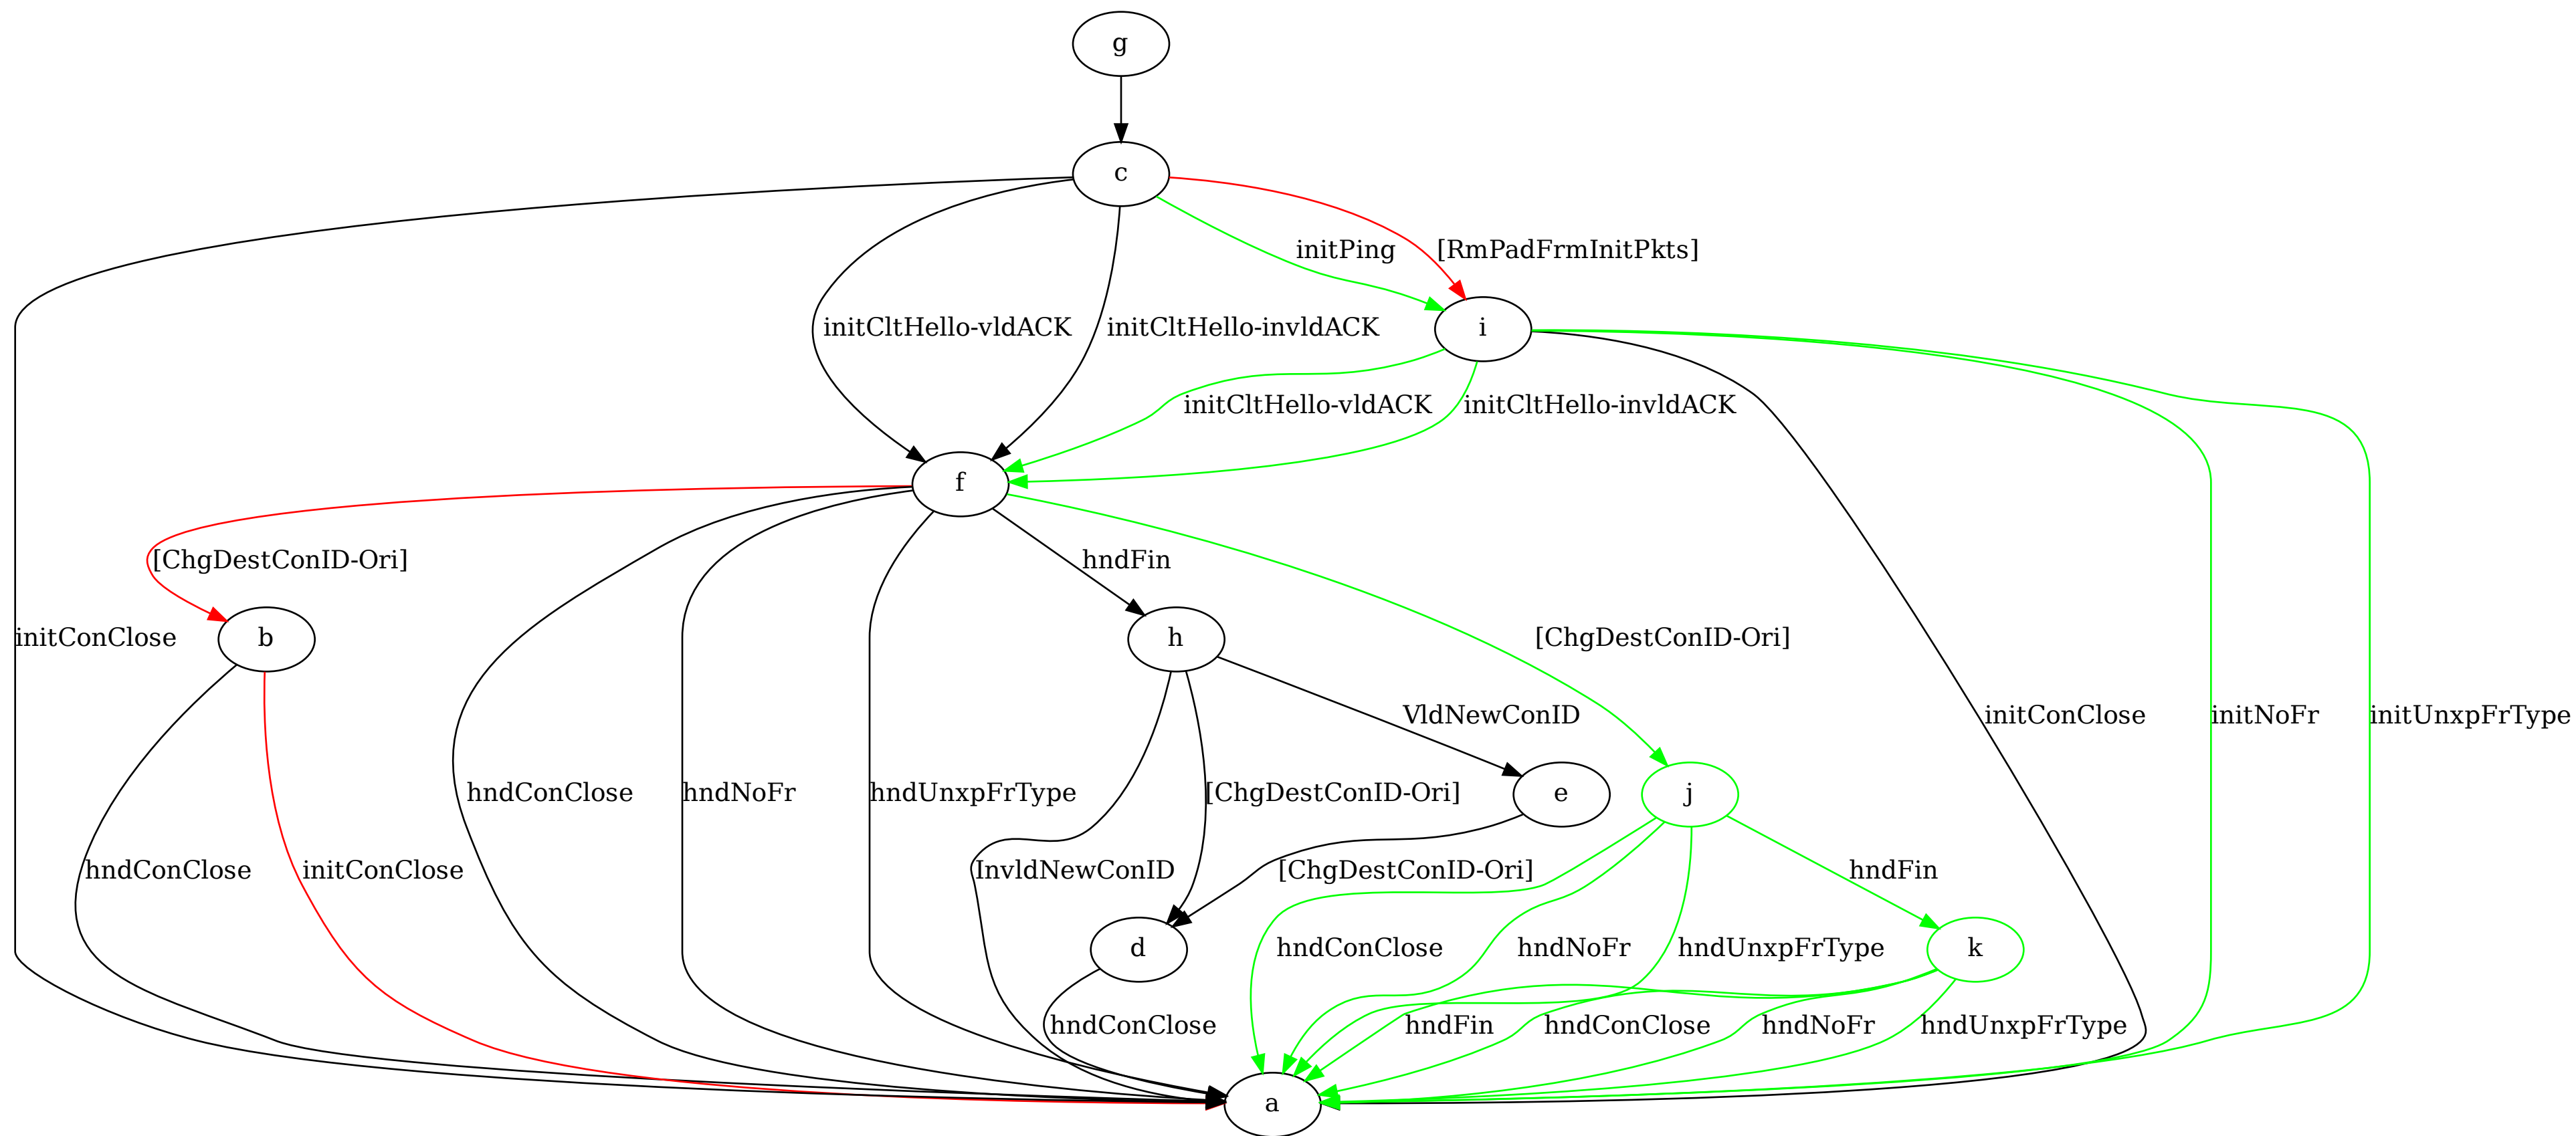 g
c
initPing
[RmPadFrmInitPkts]
initCltHello-vldACK
initCltHello-invldACK
i
initCltHello-vldACK
initCltHello-invldACK
f
[ChgDestConID-Ori]
hndFin
initConClose
b
h
[ChgDestConID-Ori]
VldNewConID
initConClose
initNoFr
initUnxpFrType
hndConClose
hndNoFr
hndUnxpFrType
[ChgDestConID-Ori]
e
j
hndConClose
initConClose
InvldNewConID
[ChgDestConID-Ori]
hndFin
d
hndConClose
hndNoFr
hndUnxpFrType
k
hndConClose
hndFin
hndConClose
hndNoFr
hndUnxpFrType
a